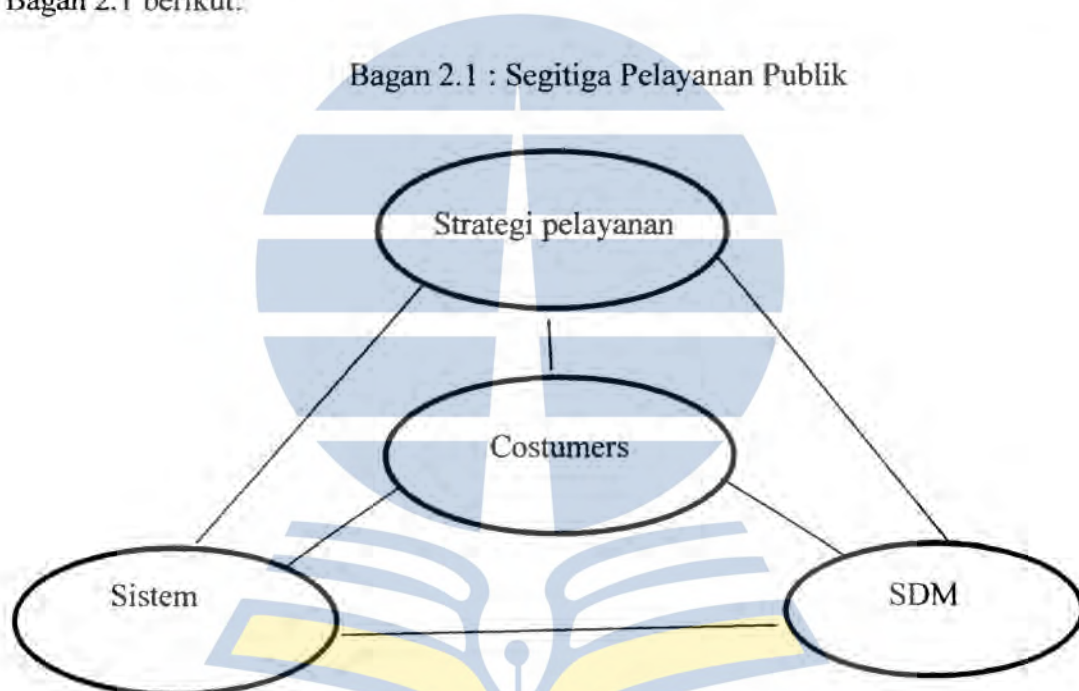 Bagan 2.1 berikut:
Bagan 2.1 : Segitiga Pelayanan Publik
Strategi pelayanan
Costumers
Sistem
SDM